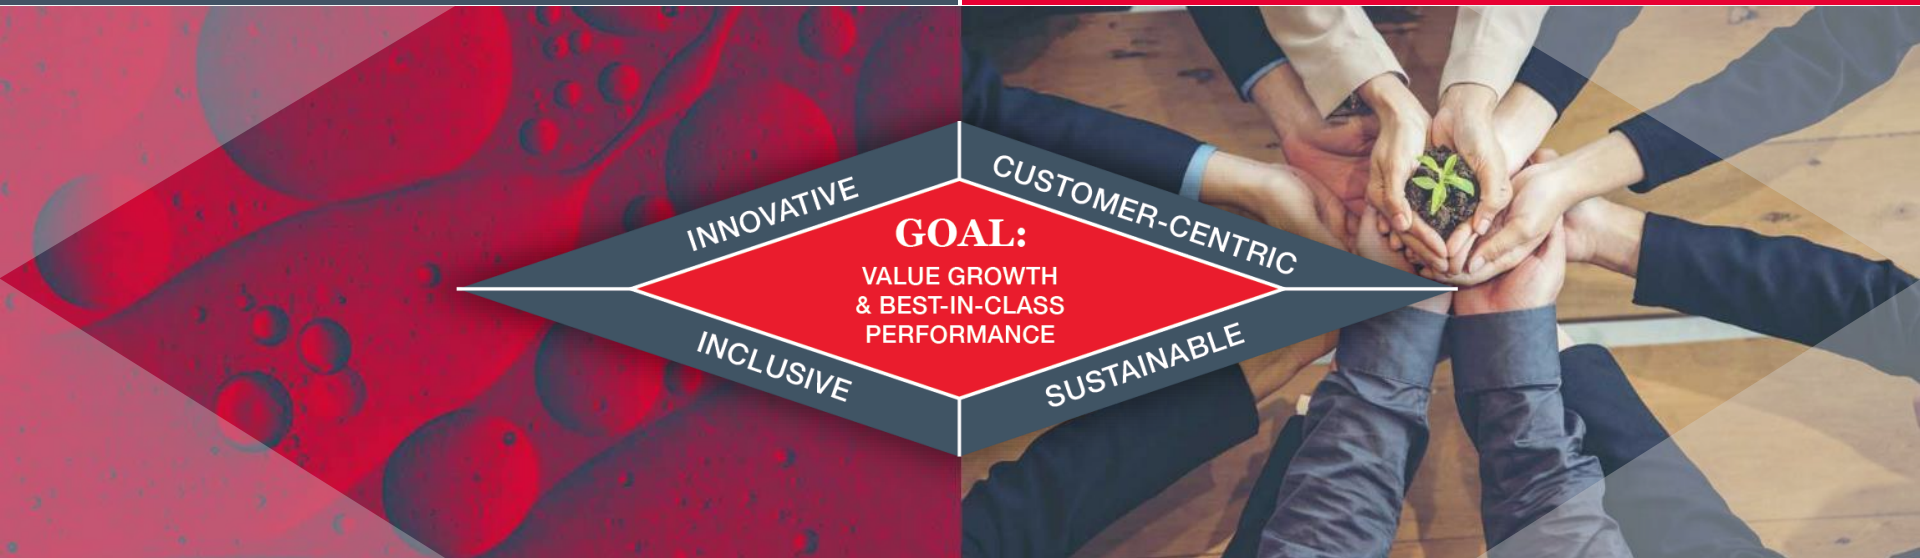 INNOVATIVE
CUSTOMER-CENTRIC
GOAL:
VALUE GROWTH
& BEST-IN-CLASS
PERFORMANCE
INCLUSIVE
SUSTAINABLE